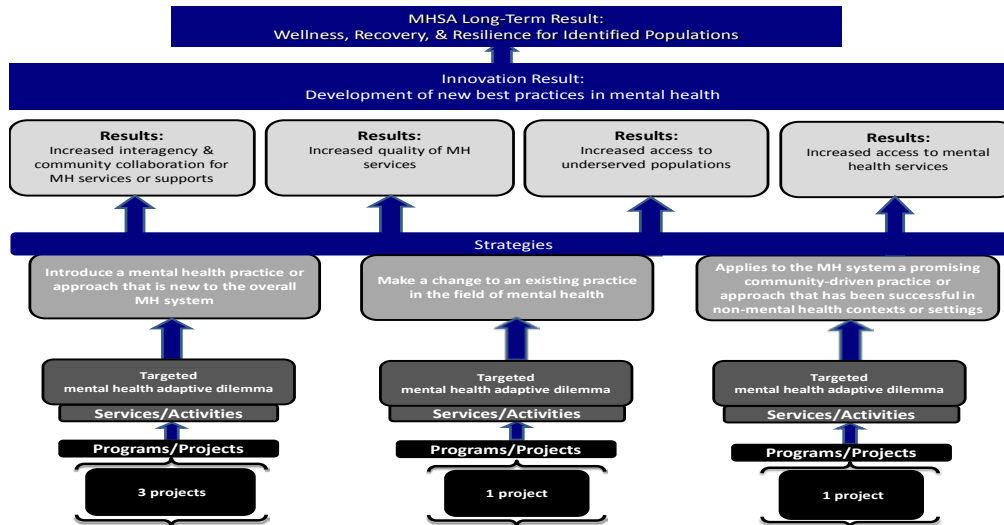 MHSA Long-Term Result:
Wellness, Recovery, & Resilience for Identified Populations
Innovation Result:
Development of new best practices in mental health
Results:
Increased interagency &
community collaboration for
MH services or supports
Results:
Increased quality of MH
services
Results:
Increased access to
underserved populations
Results:
Increased access to mental
health services
Strategies
Introduce a mental health practice or
approach that is new to the overall
MH system
Make a change to an existing practice
in the field of mental health
Applies to the MH system a promising
community-driven practice or
approach that has been successful in
non-mental health contexts or settings
Targeted
mental health adaptive dilemma
Services/Activities
Programs/Projects
3 projects
Targeted
mental health adaptive dilemma
Services/Activities
Programs/Projects
1 project
Targeted
mental health adaptive dilemma
Services/Activities
Programs/Projects
1 project